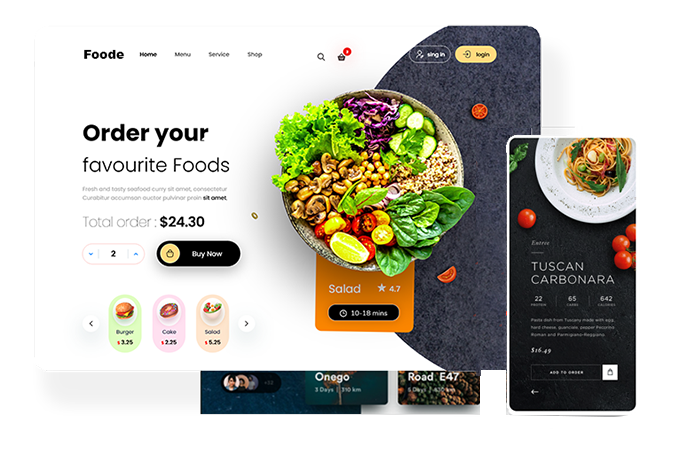 Foode
Home Menu Service Shop
3
sing in
login
Order your
favourite Foods
Fresh and tasty seafood curry sit amet, consectetur
Curabitur accumsan auctor pulvinar proin sit amet.
Total order : $24.30
2
Buy Now
Burger
$ 3.25
Cake
$ 2.25
Salad
$ 5.25
Salad
4.7
10-18 mins
Entrée
TUSCAN
CARBONARA
22 65 642
PROTEIN CARBS CALORIES
Pasta dish from Tuscany made with egg,
hard cheese, guanciale, pepper Pecorino
Romano and Parmigiano-Reggiano
$16.49
ADD TO ORDER
+52
Onego
3 Days | 310 km
Road E47
5 Days | 830 km